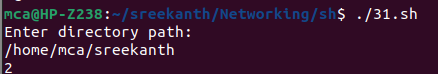 mca@HP-Z238:~/sreekanth/Networking/sh$ ./31.sh
Enter directory path:
/home/mca/sreekanth
2